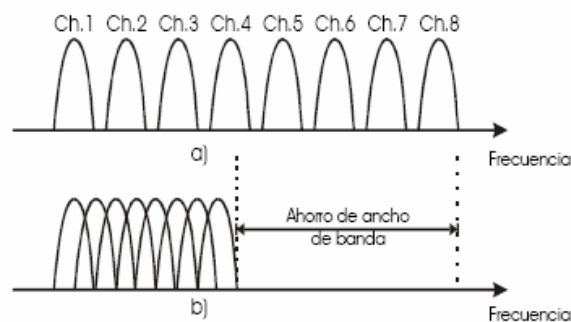 Ch.1 Ch.2 Ch.3 Ch.4 Ch.5 Ch.6 Ch.7 Ch.8
a)
Frecuencia
Ahorro de ancho
de banda
b)
Frecuencia